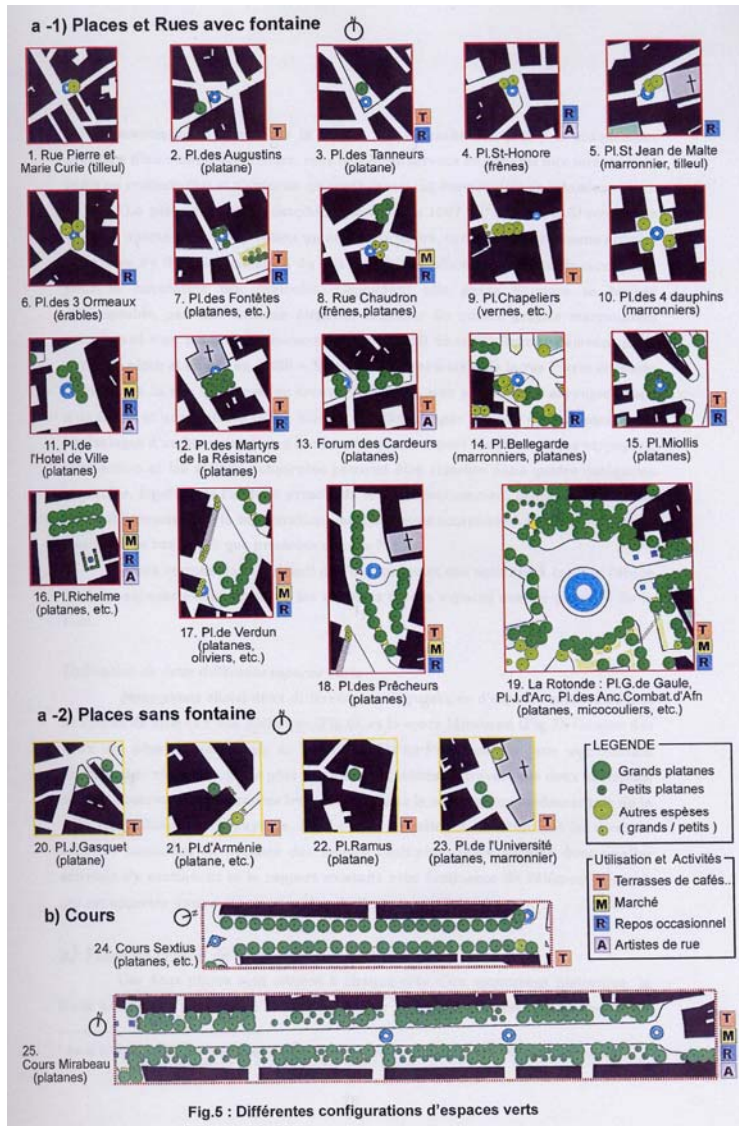 a -1) Places et Rues avec fontaine
N
1. Rue Pierre et
Marie Curie (tilleul)
T
2. Pl.des Augustins
(platane)
T
R
3. Pl.des Tanneurs
(platane)
R
A
4. Pl.St-Honore
(frênes)
R
5. Pl.St Jean de Malte
(marronnier, tilleul)
R
6. Pl.des 3 Ormeaux
(érables)
T
R
7. Pl.des Fontêtes
(platanes, etc.)
M
R
8. Rue Chaudron
(frênes,platanes)
T
9. Pl.Chapeliers
(vernes, etc.)
10. Pl.des 4 dauphins
(marronniers)
T
M
R
A
11. Pl.de
l'Hotel de Ville
(platanes)
T
R
12. Pl.des Martyrs
de la Résistance
(platanes)
T
R
A
13. Forum des Cardeurs
(platanes)
R
14. Pl.Bellegarde
(marronniers, platanes)
T
R
15. Pl.Miollis
(platanes)
T
M
R
A
16. Pl.Richelme
(platanes, etc.)
T
M
R
17. Pl.de Verdun
(platanes,
oliviers, etc.)
T
M
R
18. Pl.des Prêcheurs
(platanes)
T
M
R
19. La Rotonde : Pl.G.de Gaule,
Pl.J.d'Arc, Pl.des Anc.Combat.d'Afn
(platanes, micocouliers, etc.)
a -2) Places sans fontaine
T
20. Pl.J.Gasquet
(platane)
T
21. Pl.d'Arménie
(platane, etc.)
T
22. Pl.Ramus
(platane)
T
23. Pl.de l'Université
(platanes, marronnier)
LEGENDE
Grands platanes
Petits platanes
Autres espèses
( grands / petits )
Utilisation et Activités
T Terrasses de cafés..
M Marché
R Repos occasionnel
A Artistes de rue
b) Cours
N
24. Cours Sextius
(platanes, etc.)
T
N
25.
Cours Mirabeau
(platanes)
T
M
R
A
Fig.5 : Différentes configurations d'espaces verts